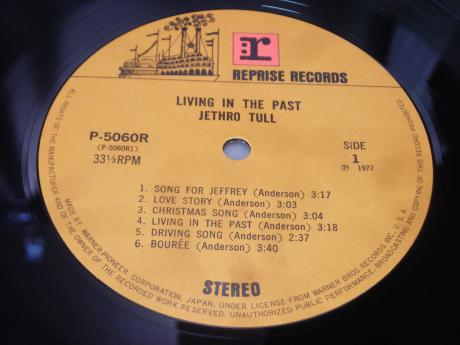 r
REPRISE RECORDS
LIVING IN THE PAST
JETHRO TULL
P-5060R
(P-5060R1)
33⅓RPM
SIDE
1
Ⓟ 1972
1. SONG FOR JEFFREY (Anderson) 3:17
2. LOVE STORY (Anderson) 3:03
3. CHRISTMAS SONG (Anderson) 3:04
4. LIVING IN THE PAST (Anderson) 3:18
5. DRIVING SONG (Anderson) 2:37
6. BOURÉE (Anderson) 3:40
STEREO
MADE BY WARNER-PIONEER CORPORATION, JAPAN, UNDER LICENSE FROM WARNER BROS. RECORDS INC., U. S. A.
ALL RIGHTS OF THE MANUFACTURER AND OF THE OWNER OF THE RECORDED WORK RESERVED. UNAUTHORIZED PUBLIC PERFORMANCE, BROADCASTING AND COPYING OF THIS RECORD PROHIBITED.